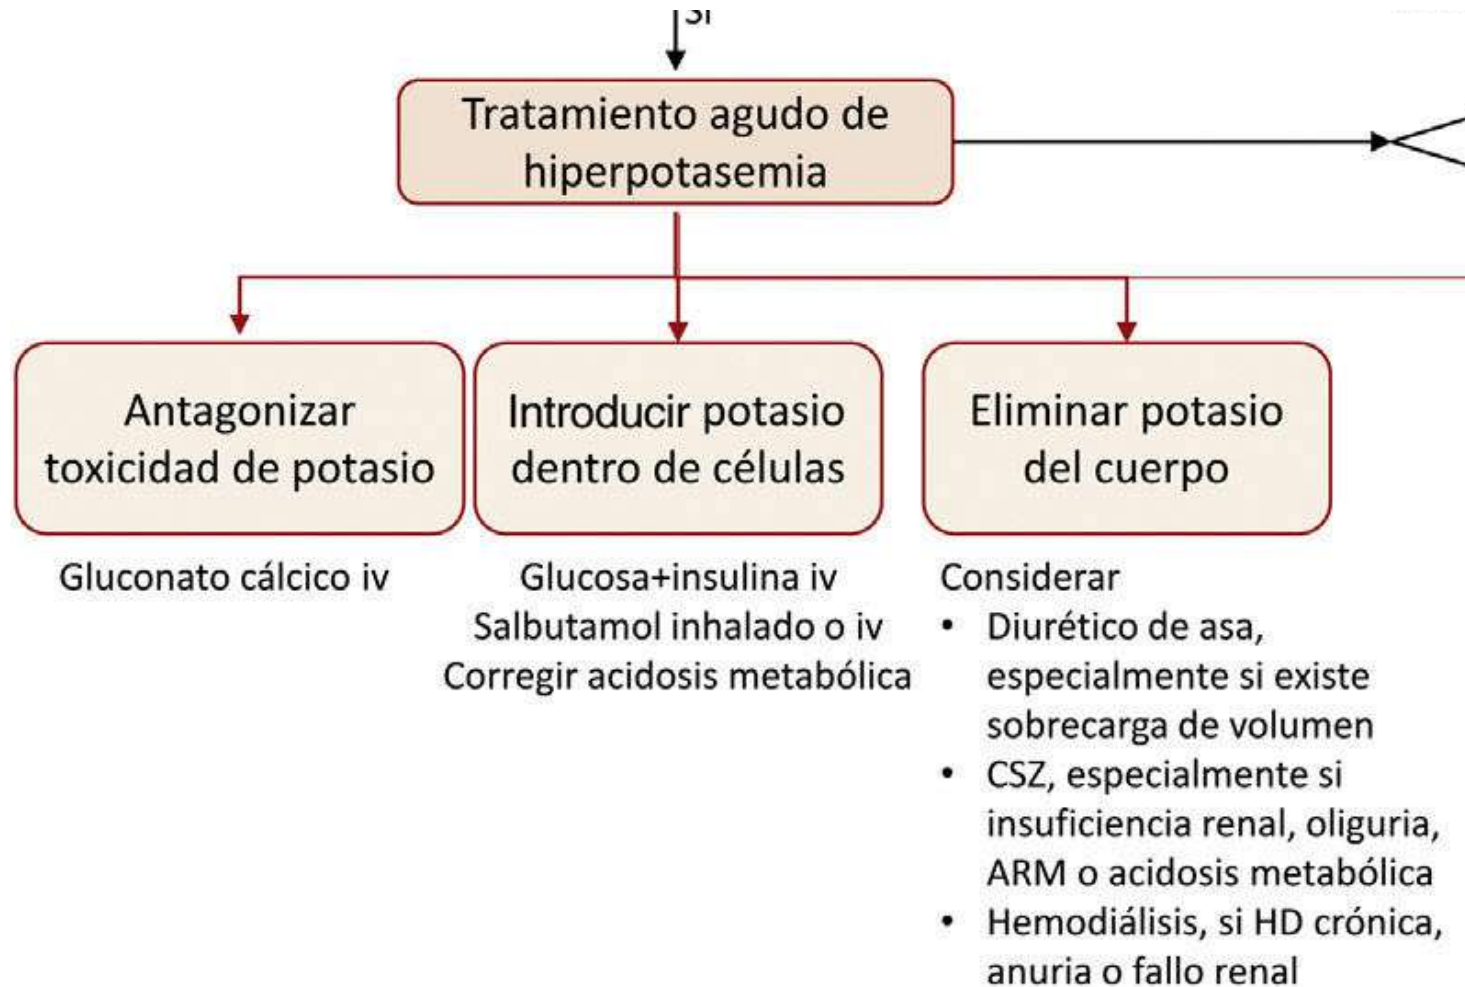 Tratamiento agudo de
hiperpotasemia
Antagonizar
toxicidad de potasio
Introducir potasio
dentro de células
Eliminar potasio
del cuerpo
Gluconato cálcico iv
Glucosa+insulina iv
Salbutamol inhalado o iv
Corregir acidosis metabólica
Considerar
• Diurético de asa,
especialmente si existe
sobrecarga de volumen
• CSZ, especialmente si
insuficiencia renal, oliguria,
ARM o acidosis metabólica
• Hemodiálisis, si HD crónica,
anuria o fallo renal